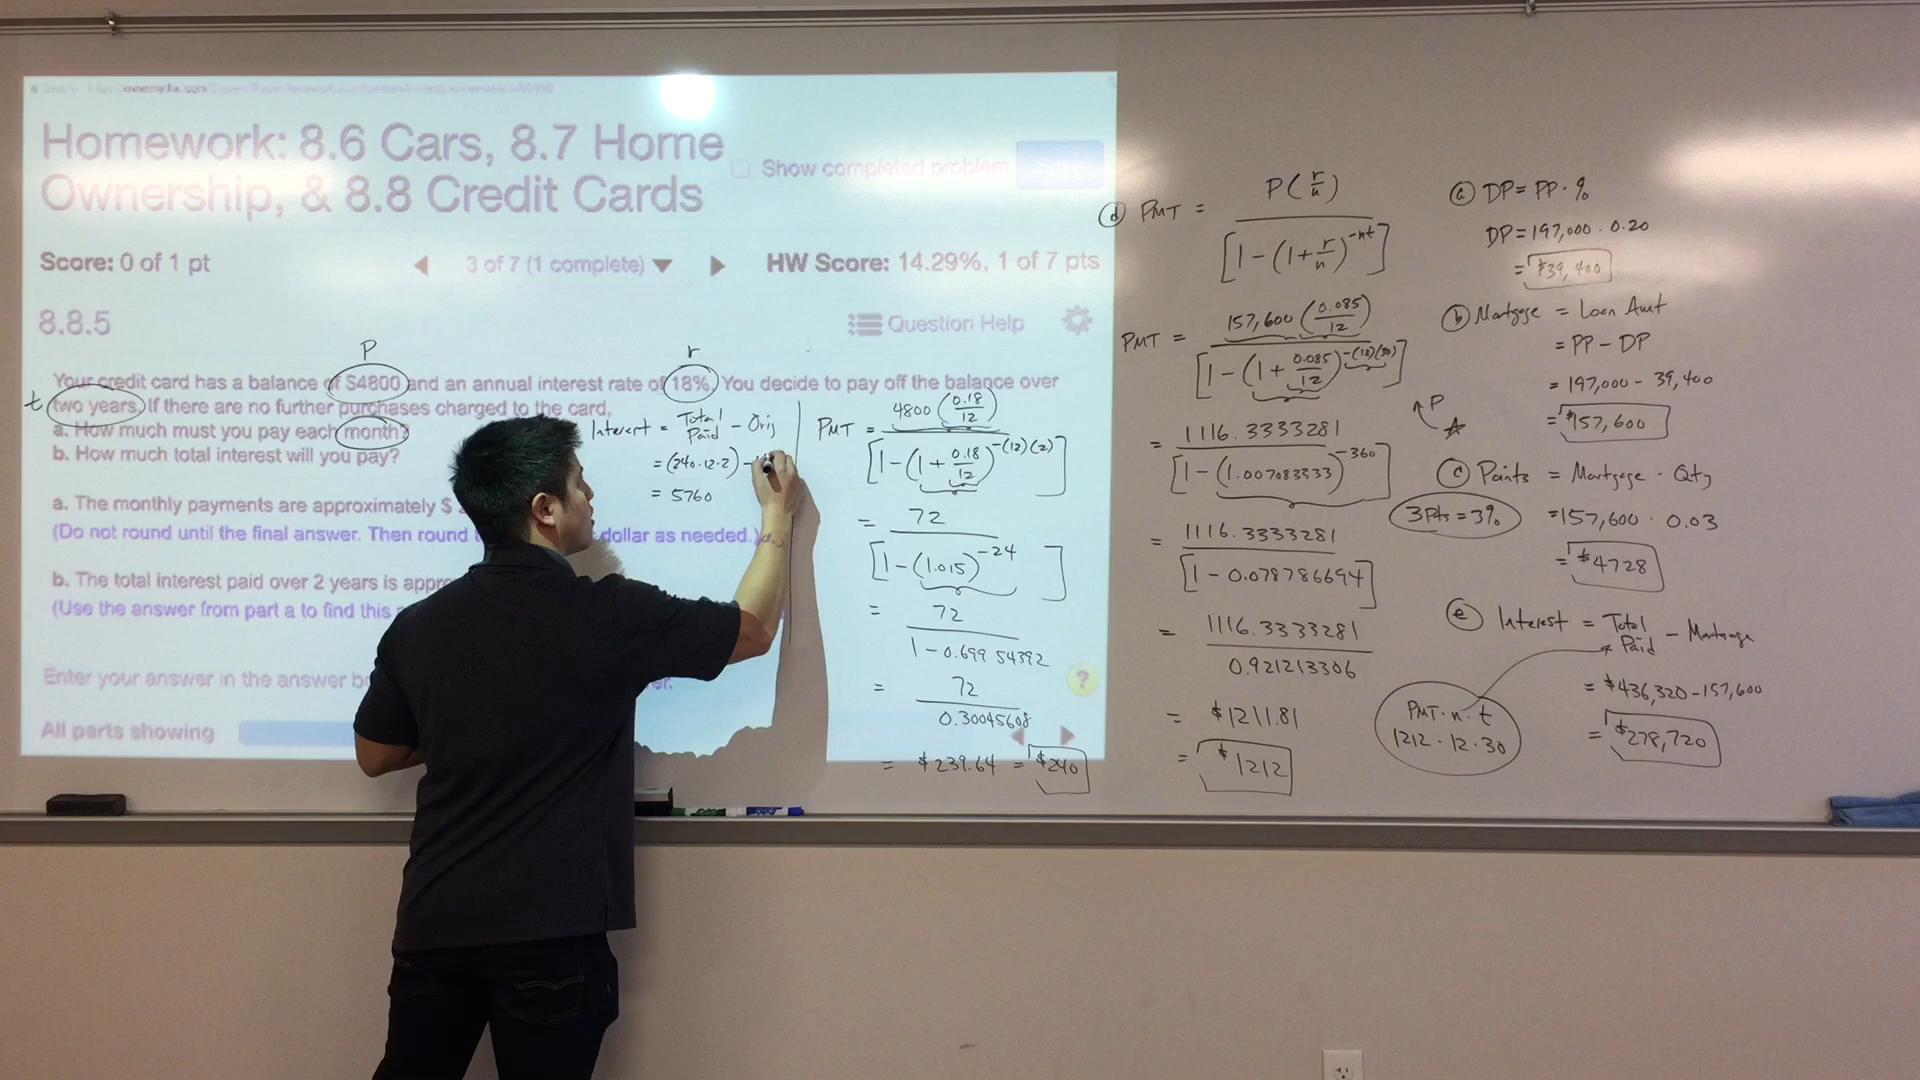 Homework: 8.6 Cars, 8.7 Home
Ownership, & 8.8 Credit Cards
Show completed problem
Save
Score: 0 of 1 pt
3 of 7 (1 complete)
HW Score: 14.29%, 1 of 7 pts
8.8.5
Question Help
P
r
Your credit card has a balance of $4800 and an annual interest rate of 18%. You decide to pay off the balance over
t
two years. If there are no further purchases charged to the card,
a. How much must you pay each month?
b. How much total interest will you pay?
a. The monthly payments are approximately $
(Do not round until the final answer. Then round
dollar as needed.)
b. The total interest paid over 2 years is
(Use the answer from part a to find this
Enter your answer in the answer
All parts showing
?
Interest = Total Paid - Orig
= (240·12·2) -
= 5760
PMT = 4800 (0.18/12) / [1-(1+0.18/12)^-(12)(2)]
= 72 / [1-(1.015)^-24]
= 72 / 1-0.69954392
= 72 / 0.30045608
= $239.64 = $240
(d) PMT = P(r/n) / [1-(1+r/n)^-nt]
PMT = 157,600 (0.085/12) / [1-(1+0.085/12)^-(12)(30)]
= 1116.3333281 / [1-(1.007083333)^-360]
= 1116.3333281 / [1-0.078786694]
= 1116.3333281 / 0.921213306
= $1211.81
= $1212
(a) DP = PP · %
DP = 197,000 · 0.20
= $39,400
(b) Mortgage = Loan Amt
= PP - DP
= 197,000 - 39,400
= $157,600
P
(c) Points = Mortgage · Qty
3 Pts = 3%
= 157,600 · 0.03
= $4728
(e) Interest = Total Paid - Mortgage
= $436,320 - 157,600
= $278,720
PMT · n · t
1212 · 12 · 30